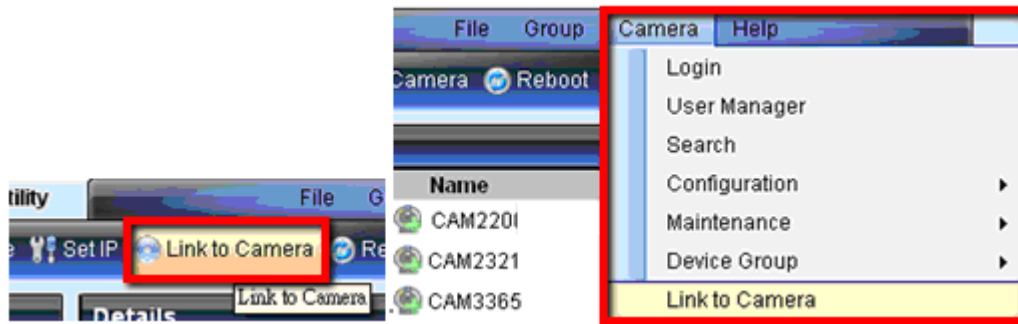 tility
File G
Set IP Link to Camera Re
Link to Camera
Details
File Group Camera Help
Camera Reboot
Login
User Manager
Search
Configuration
Maintenance
Device Group
Link to Camera
Name
CAM220
CAM2321
CAM3365